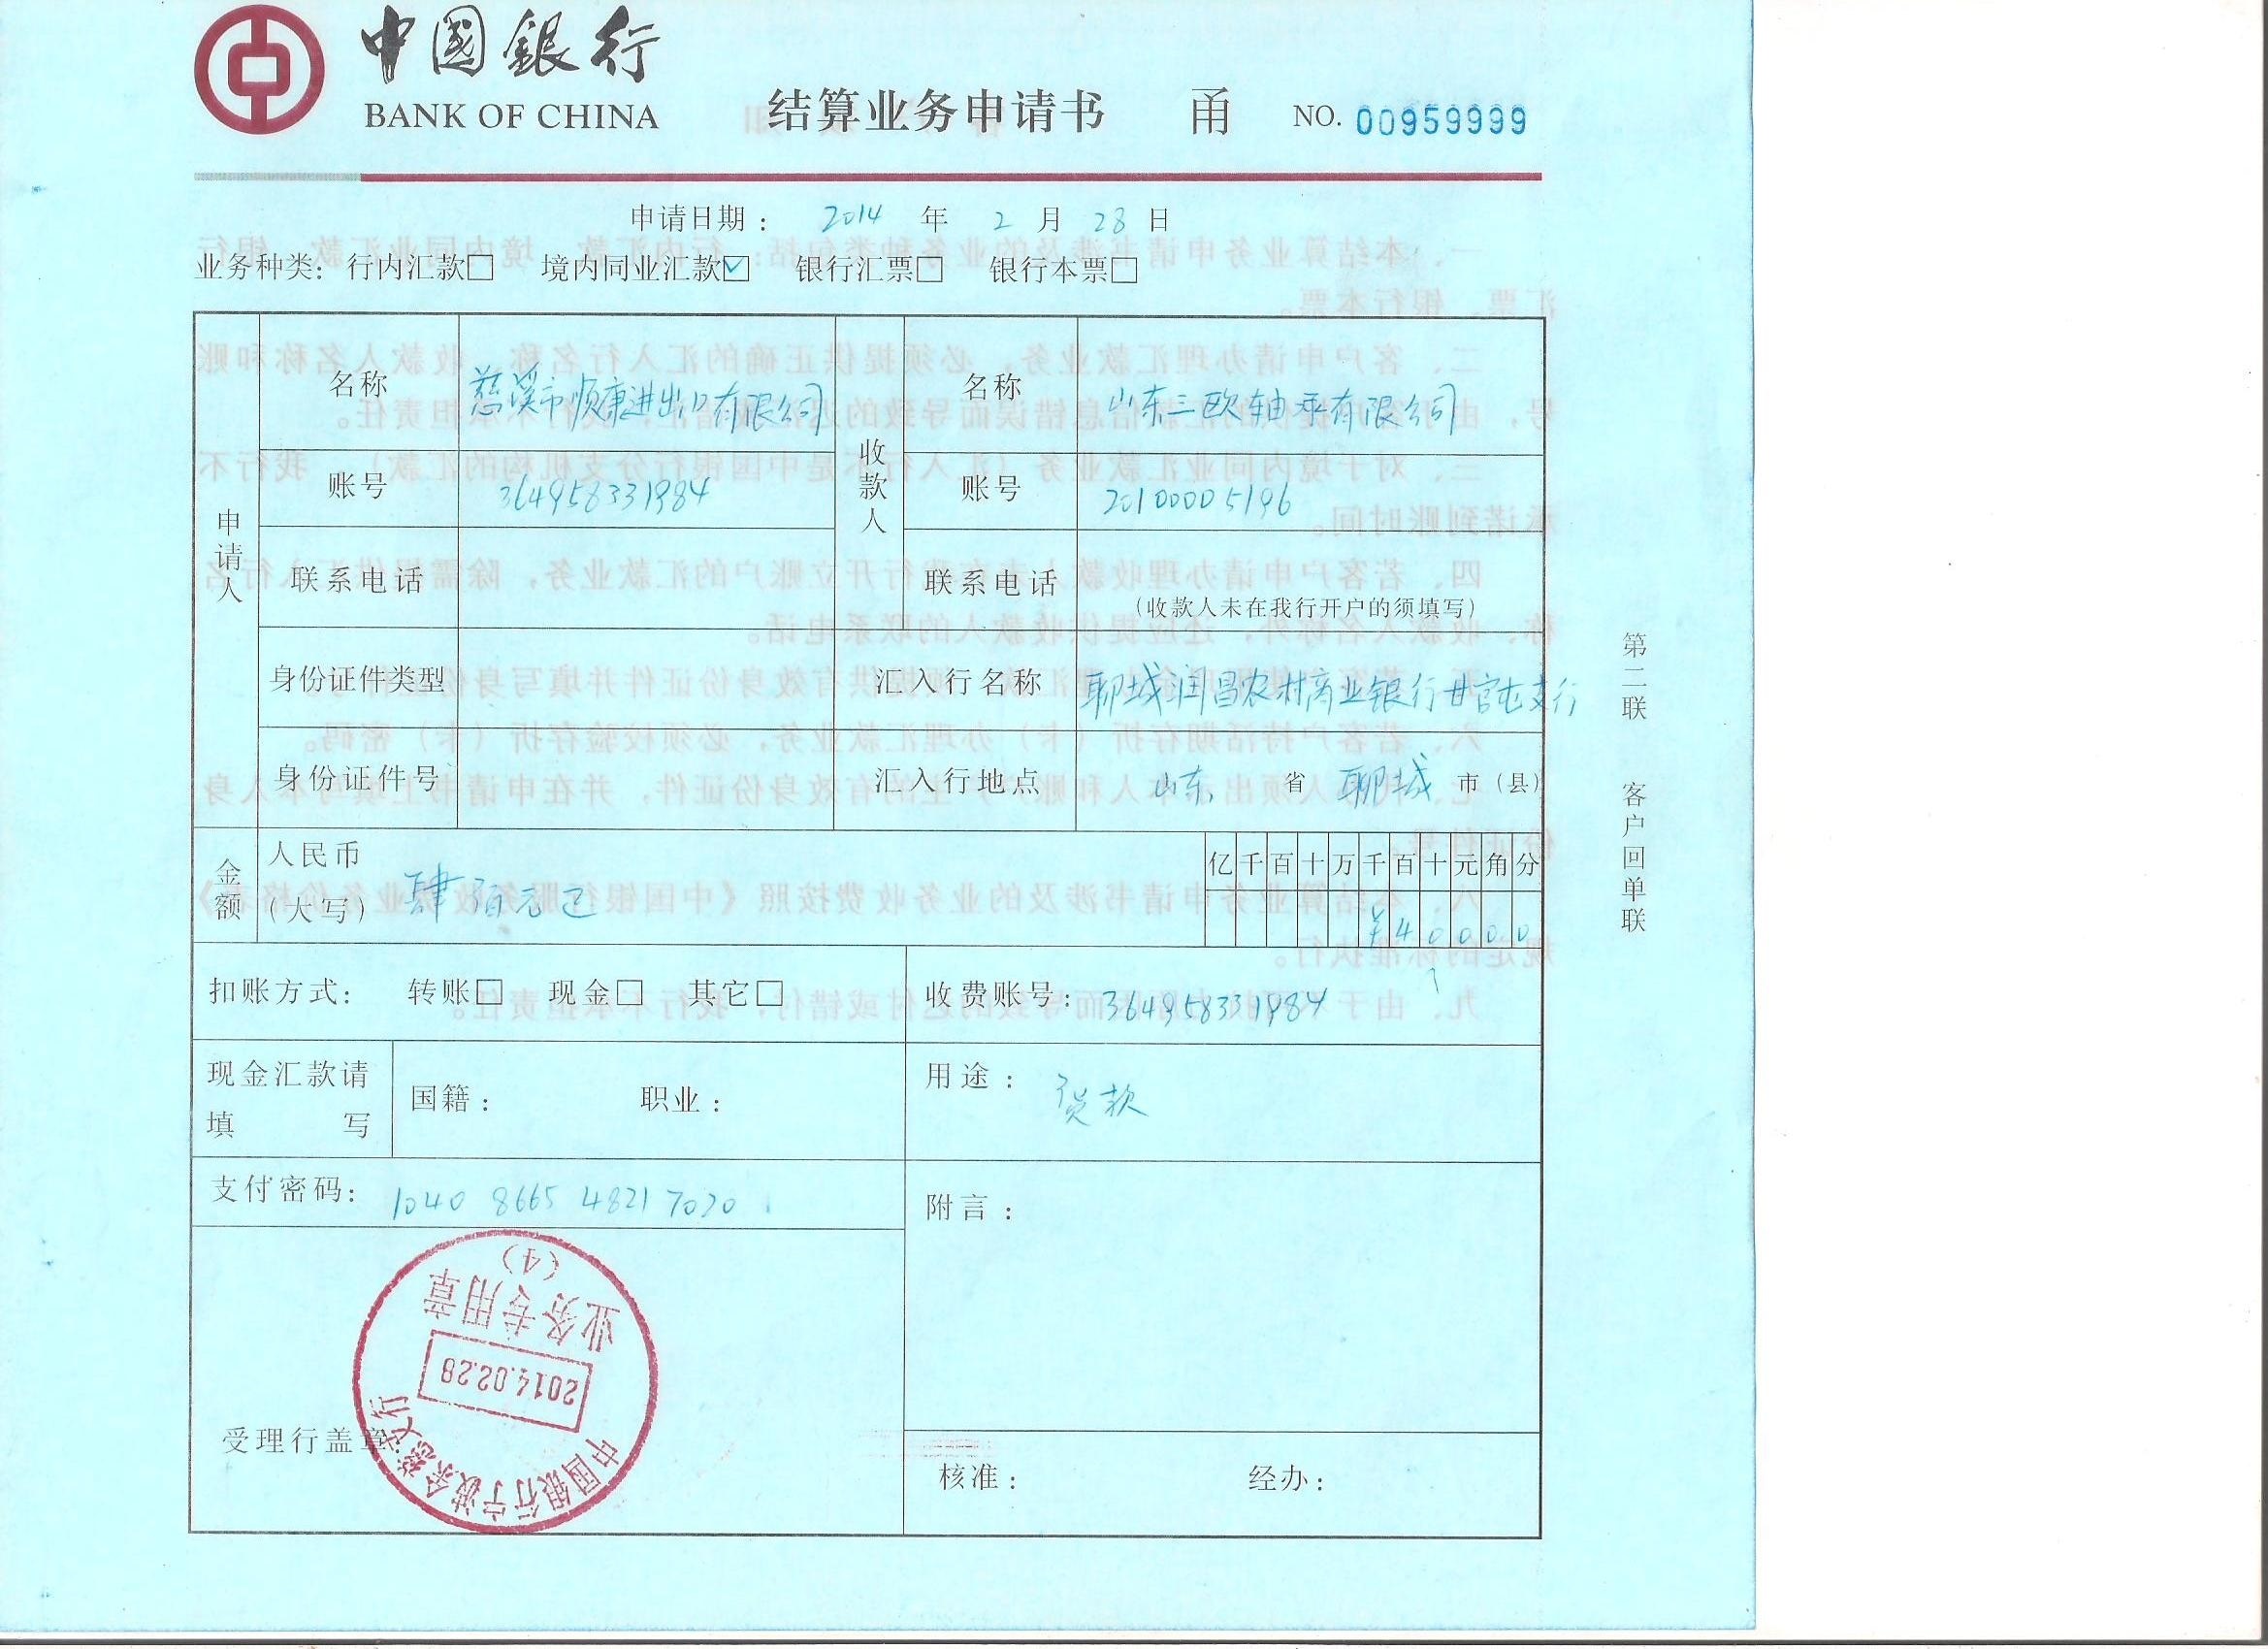 中國銀行
BANK OF CHINA
结算业务申请书 甬 NO. 00959999
申请日期： 2014 年 2 月 28 日
业务种类: 行内汇款□ 境内同业汇款☑ 银行汇票□ 银行本票□
申请人
名称 慈溪市顺康进出口有限公司
账号 364958331984
联系电话
身份证件类型
身份证件号
收款人
名称 山东三欧轴承有限公司
账号 20100005196
联系电话 (收款人未在我行开户的须填写)
汇入行名称 聊城润昌农村商业银行甘官屯支行
汇入行地点 山东 省 聊城 市（县）
金额
人民币
(大写) 肆佰元正
亿千百十万千百十元角分
¥40000
扣账方式: 转账□ 现金□ 其它□
收费账号: 364958331984
现金汇款请
填 写
国籍: 职业:
用途: 货款
支付密码: 1040 8665 4821 7070
附言:
受理行盖章:
(4)
业务专用章
2014.02.28
中国银行宁波余慈支行
核准: 经办:
第二联 客户回单联